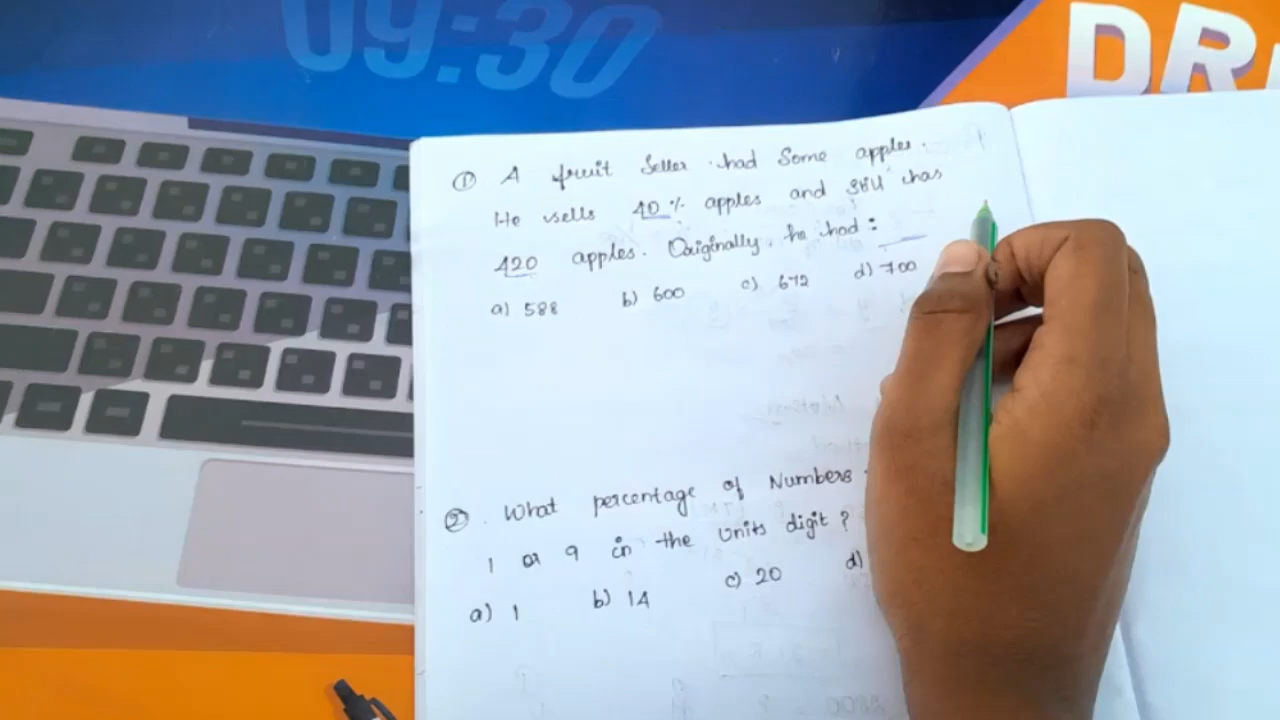 09:30
DR
① A fruit Seller had Some apples.
He sells 40% apples and still has
420 apples. Originally, he had :
a) 588 b) 600 c) 672 d) 700
② . What percentage of Numbers
1 or 9 in the Units digit ?
a) 1 b) 14 c) 20 d)